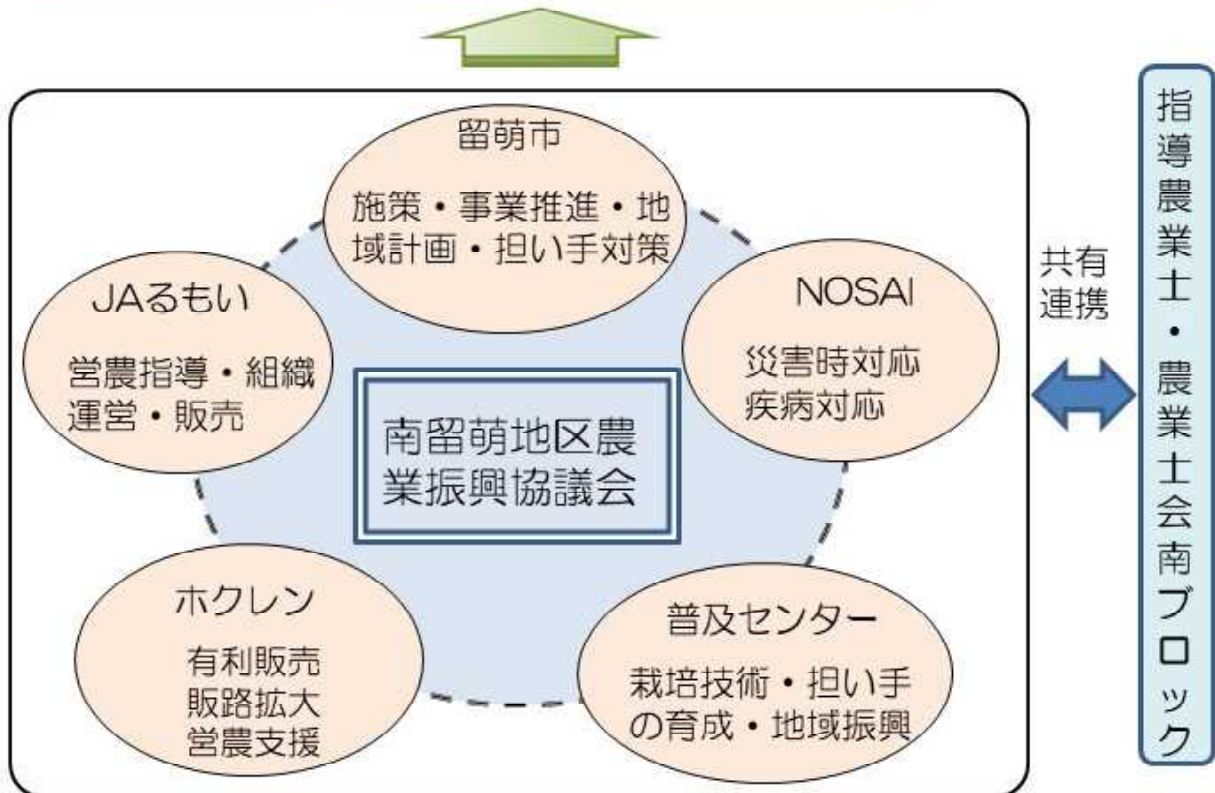 留萌市
施策・事業推進・地
域計画・担い手対策
JAるもい
営農指導・組織
運営・販売
NOSAI
災害時対応
疾病対応
南留萌地区農
業振興協議会
ホクレン
有利販売
販路拡大
営農支援
普及センター
栽培技術・担い手
の育成・地域振興
共有
連携
指導農業士・農業士会南ブロック